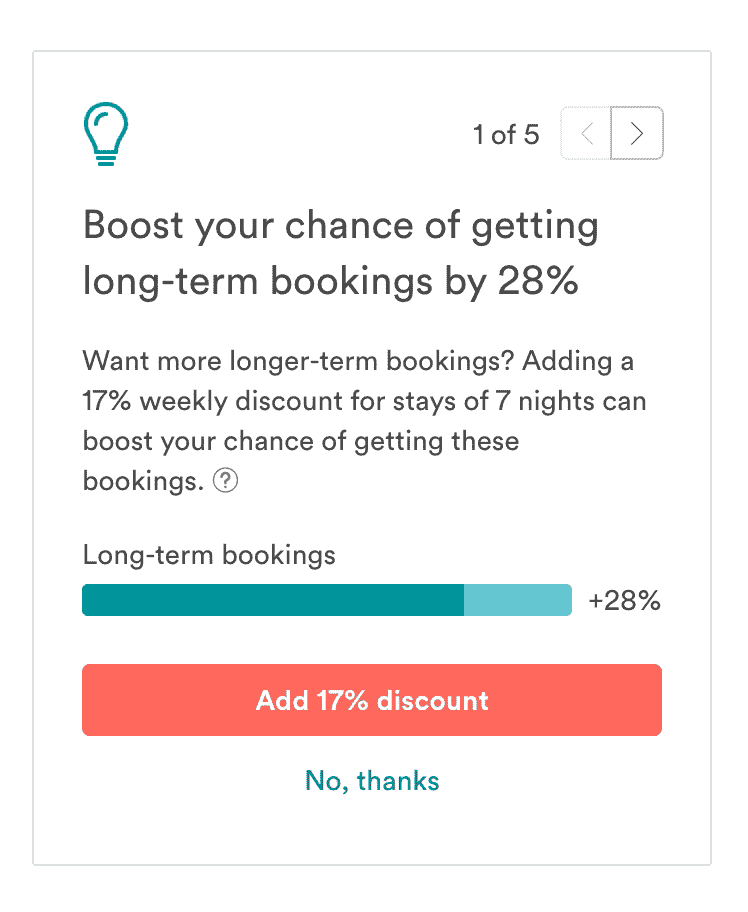 1 of 5
Boost your chance of getting
long-term bookings by 28%
Want more longer-term bookings? Adding a
17% weekly discount for stays of 7 nights can
boost your chance of getting these
bookings. ?
Long-term bookings
+28%
Add 17% discount
No, thanks